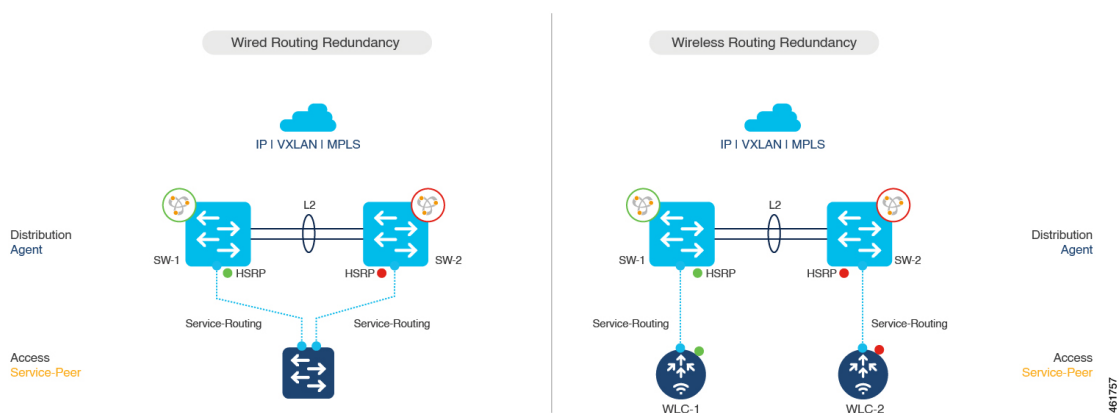 Wired Routing Redundancy
IP I VXLAN I MPLS
L2
SW-1
SW-2
HSRP
HSRP
Distribution
Agent
Service-Routing
Service-Routing
Access
Service-Peer
Wireless Routing Redundancy
IP I VXLAN I MPLS
L2
SW-1
SW-2
HSRP
HSRP
Distribution
Agent
Service-Routing
Service-Routing
Access
Service-Peer
WLC-1
WLC-2
461757